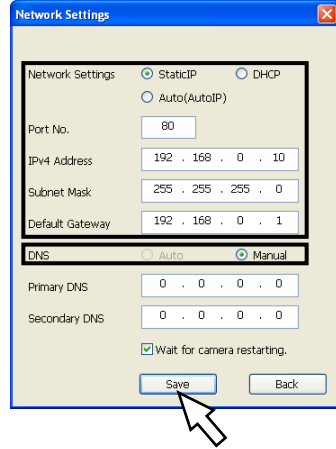 Network Settings
Network Settings StaticIP DHCP
Auto(AutoIP)
Port No. 80
IPv4 Address 192 . 168 . 0 . 10
Subnet Mask 255 . 255 . 255 . 0
Default Gateway 192 . 168 . 0 . 1
DNS Auto Manual
Primary DNS 0 . 0 . 0 . 0
Secondary DNS 0 . 0 . 0 . 0
Wait for camera restarting.
Save Back